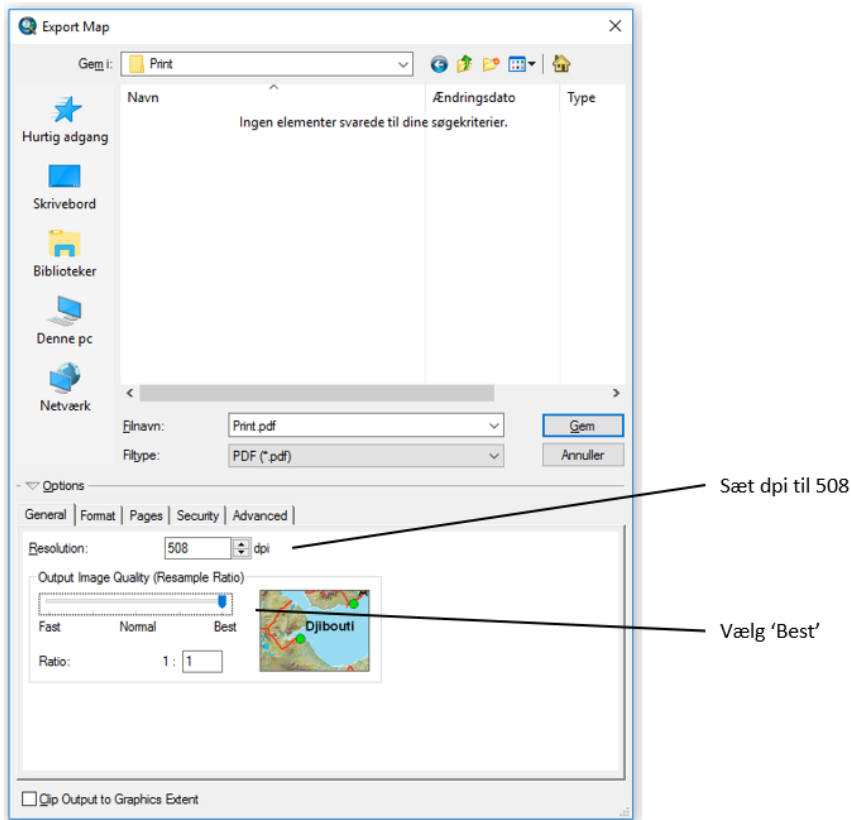 Export Map
Gem i:
Print
Navn
Ændringsdato
Type
Ingen elementer svarede til dine søgekriterier.
Hurtig adgang
Skrivebord
Biblioteker
Denne pc
Netværk
Filnavn:
Print.pdf
Gem
Filtype:
PDF (*.pdf)
Annuller
Options
General
Format
Pages
Security
Advanced
Resolution:
508
dpi
Sæt dpi til 508
Output Image Quality (Resample Ratio)
Fast
Normal
Best
Djibouti
Vælg ‘Best’
Ratio:
1 :
1
Clip Output to Graphics Extent